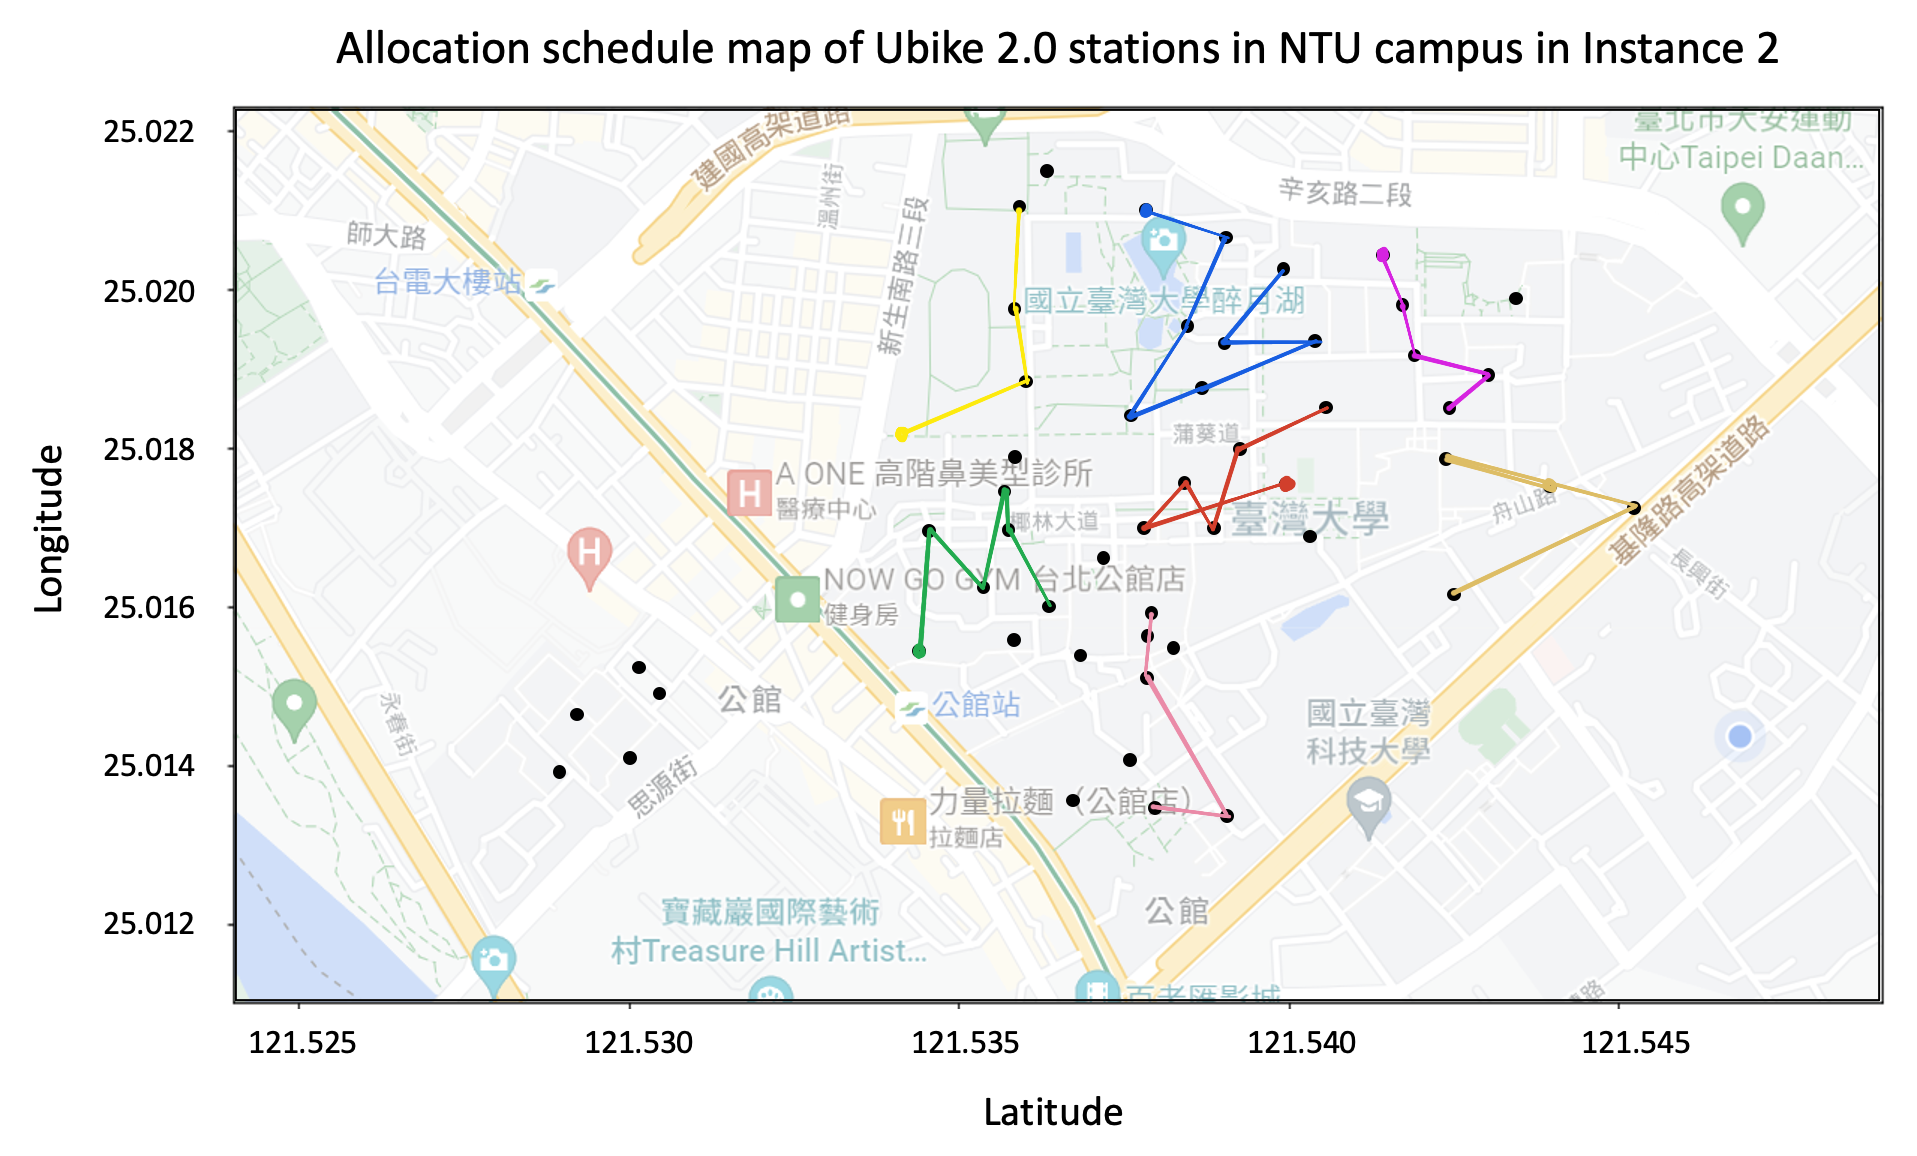 Allocation schedule map of Ubike 2.0 stations in NTU campus in Instance 2
25.022
25.020
25.018
25.016
25.014
25.012
Longitude
121.525
121.530
121.535
121.540
121.545
Latitude
建國高架道路
溫州街
師大路
台電大樓站
新生南路三段
辛亥路二段
臺北市大安運動
中心Taipei Daan...
國立臺灣大學醉月湖
蒲葵道
A ONE 高階鼻美型診所
醫療中心
椰林大道
臺灣大學
舟山路
基隆路高架道路
長興街
NOW GO GYM 台北公館店
健身房
公館
公館站
永春街
思源街
國立臺灣
科技大學
力量拉麵（公館店）
拉麵店
寶藏巖國際藝術
村Treasure Hill Artist...
公館
百老匯影城
路
H
H